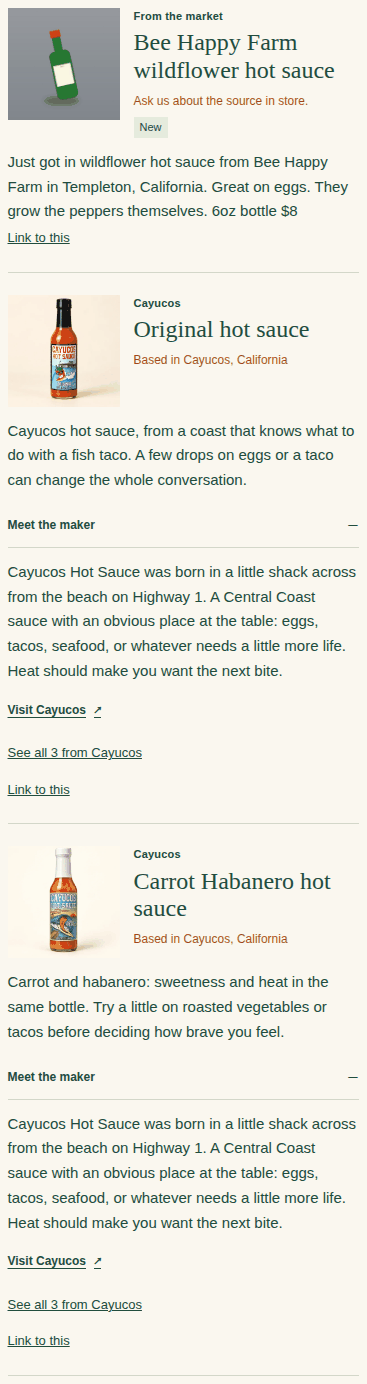 From the market
Bee Happy Farm
wildflower hot sauce
Ask us about the source in store.
New
Just got in wildflower hot sauce from Bee Happy
Farm in Templeton, California. Great on eggs. They
grow the peppers themselves. 6oz bottle $8
Link to this
CAYUCOS
HOT SAUCE
Cayucos
Original hot sauce
Based in Cayucos, California
Cayucos hot sauce, from a coast that knows what to
do with a fish taco. A few drops on eggs or a taco
can change the whole conversation.
Meet the maker —
Cayucos Hot Sauce was born in a little shack across
from the beach on Highway 1. A Central Coast
sauce with an obvious place at the table: eggs,
tacos, seafood, or whatever needs a little more life.
Heat should make you want the next bite.
Visit Cayucos ↗
See all 3 from Cayucos
Link to this
CAYUCOS
HOT SAUCE
Cayucos
Carrot Habanero hot
sauce
Based in Cayucos, California
Carrot and habanero: sweetness and heat in the
same bottle. Try a little on roasted vegetables or
tacos before deciding how brave you feel.
Meet the maker —
Cayucos Hot Sauce was born in a little shack across
from the beach on Highway 1. A Central Coast
sauce with an obvious place at the table: eggs,
tacos, seafood, or whatever needs a little more life.
Heat should make you want the next bite.
Visit Cayucos ↗
See all 3 from Cayucos
Link to this